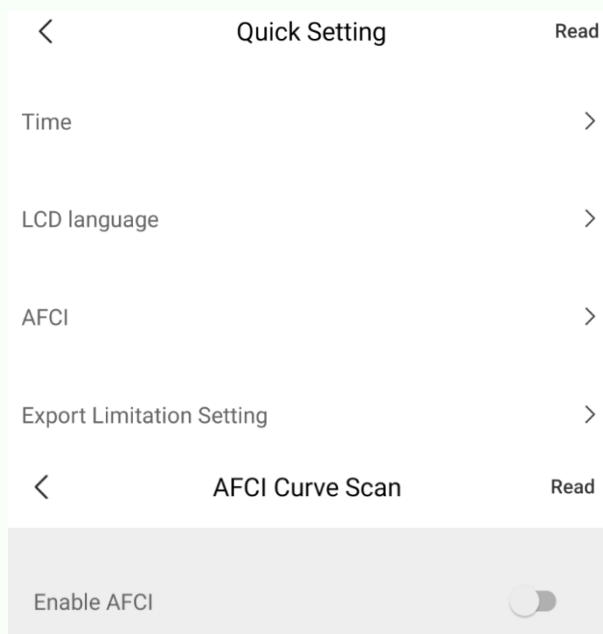 Quick Setting Read
Time
LCD language
AFCI
Export Limitation Setting
AFCI Curve Scan Read
Enable AFCI